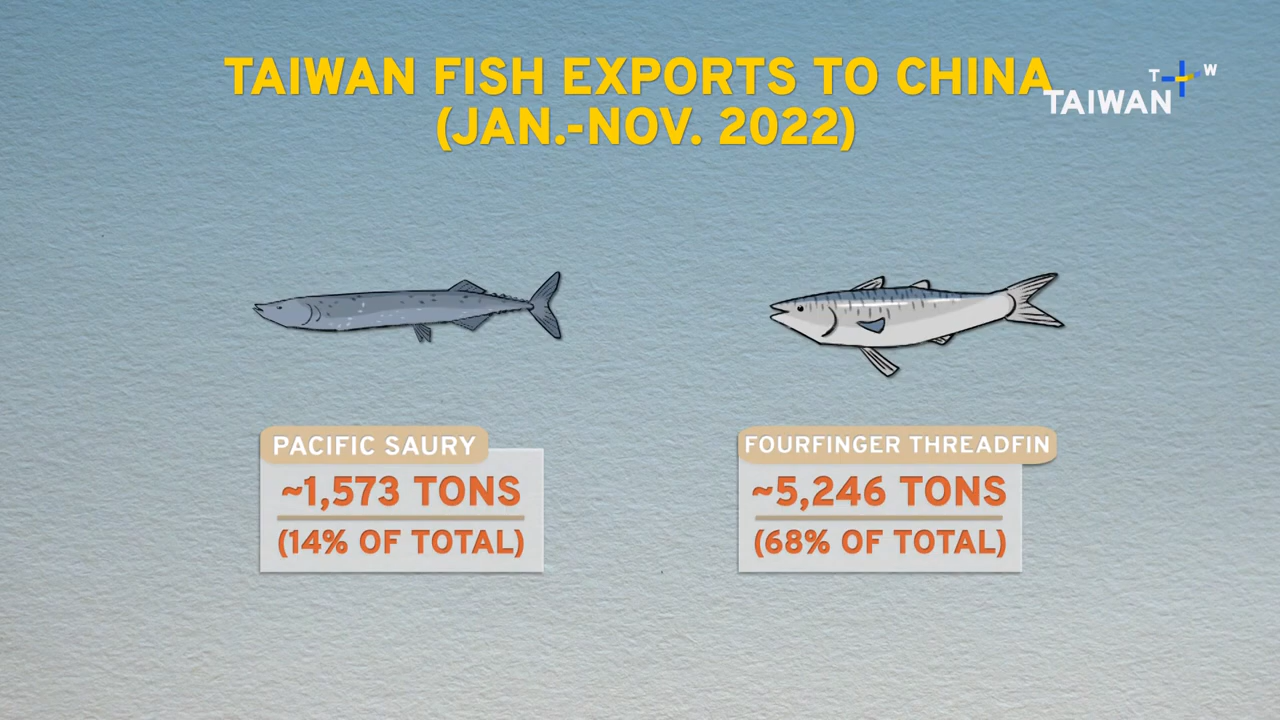 TAIWAN FISH EXPORTS TO CHINA
(JAN.-NOV. 2022)
T W
TAIWAN
PACIFIC SAURY
~1,573 TONS
(14% OF TOTAL)
FOURFINGER THREADFIN
~5,246 TONS
(68% OF TOTAL)